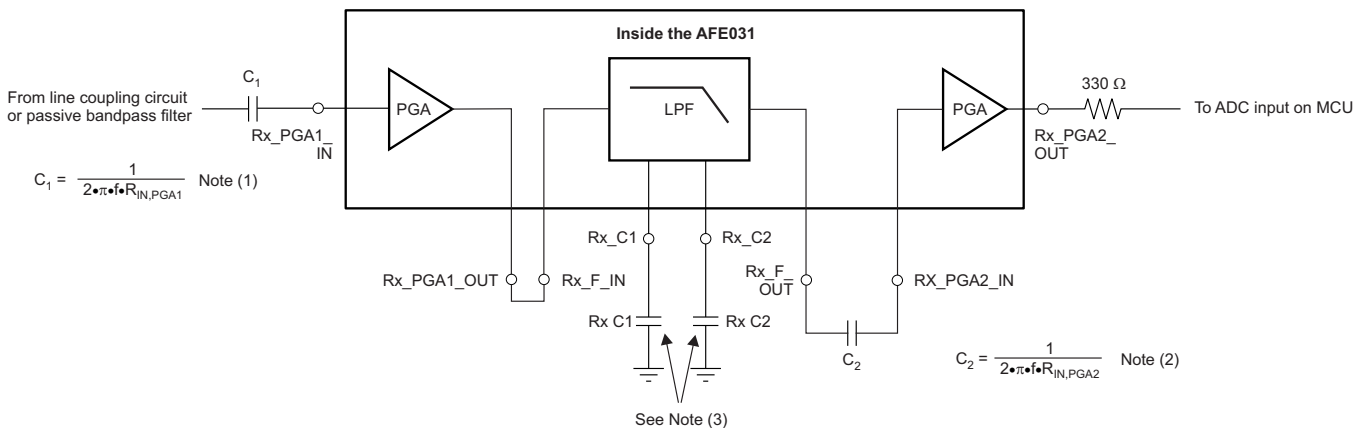 Inside the AFE031
From line coupling circuit
or passive bandpass filter
C1
Rx_PGA1_
IN
PGA
LPF
PGA
Rx_PGA2_
OUT
330 Ω
To ADC input on MCU
C1 = 1 / 2•π•f•RIN,PGA1 Note (1)
Rx_PGA1_OUT
Rx_F_IN
Rx_C1
Rx_C2
Rx C1
Rx C2
See Note (3)
Rx_F_
OUT
RX_PGA2_IN
C2
C2 = 1 / 2•π•f•RIN,PGA2 Note (2)